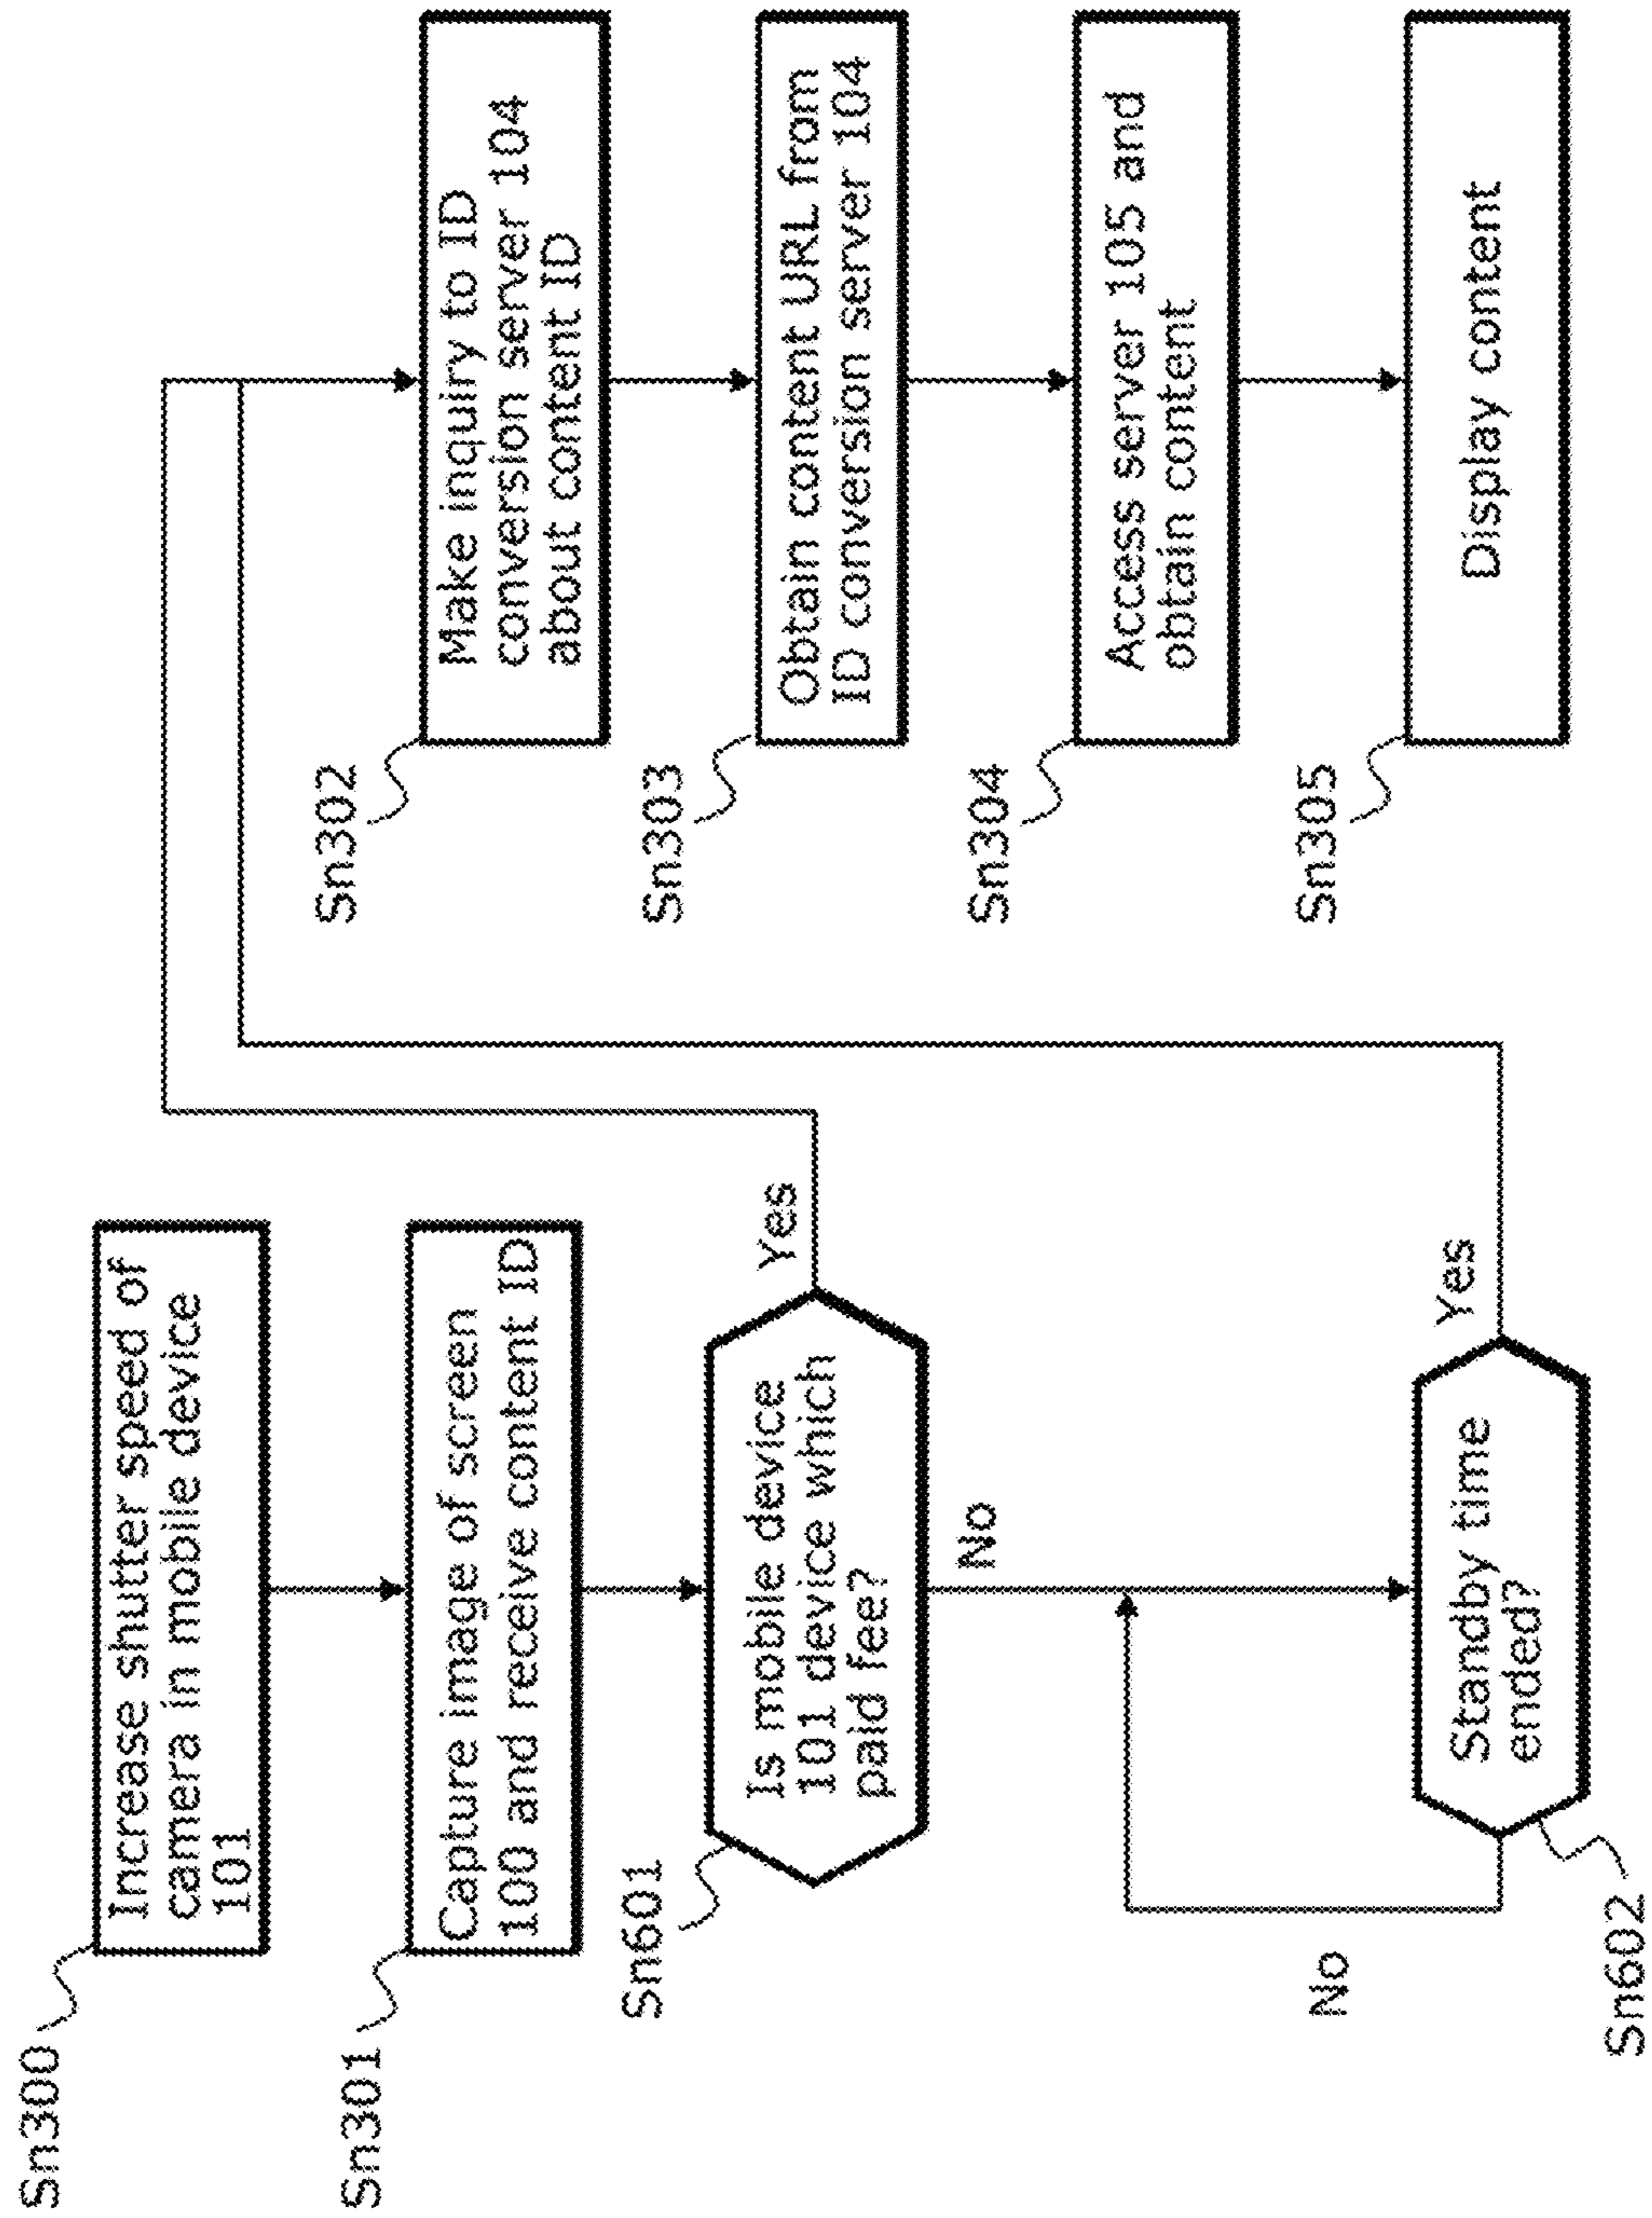 Sn300
Increase shutter speed of
camera in mobile device
101
Sn301
Capture image of screen
100 and receive content ID
Sn601
Is mobile device
101 device which
paid fee?
Yes
No
Standby time
ended?
Yes
No
Sn602
Sn302
Make inquiry to ID
conversion server 104
about content ID
Sn303
Obtain content URL from
ID conversion server 104
Sn304
Access server 105 and
obtain content
Sn305
Display content